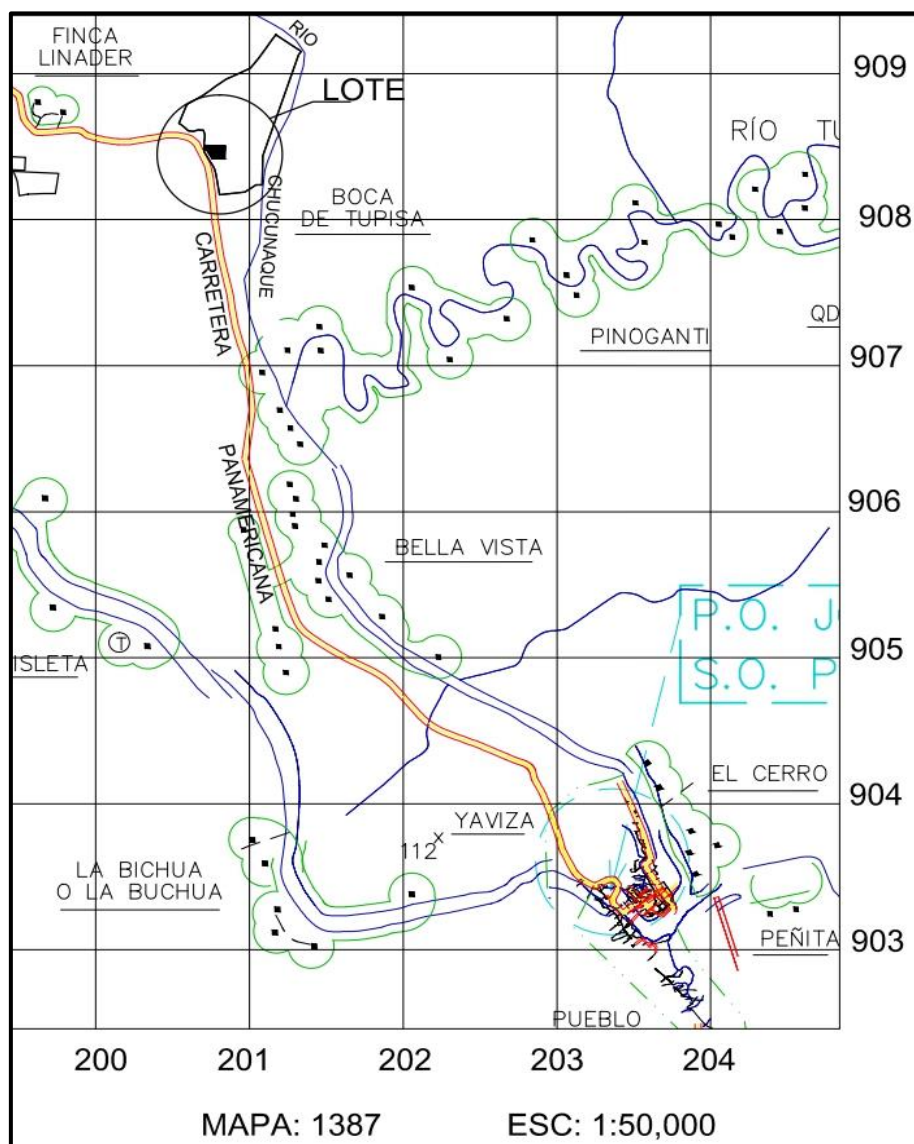 FINCA
LINADER
RIO
LOTE
909
RÍO TU
CHUCUNAQUE
BOCA
DE TUPISA
908
CARRETERA
PINOGANTI
QD
907
PANAMERICANA
906
BELLA VISTA
P.O. JO
S.O. P
T
ISLETA
905
EL CERRO
YAVIZA
904
112 x
LA BICHUA
O LA BUCHUA
PEÑITA
903
PUEBLO
200 201 202 203 204
MAPA: 1387 ESC: 1:50,000